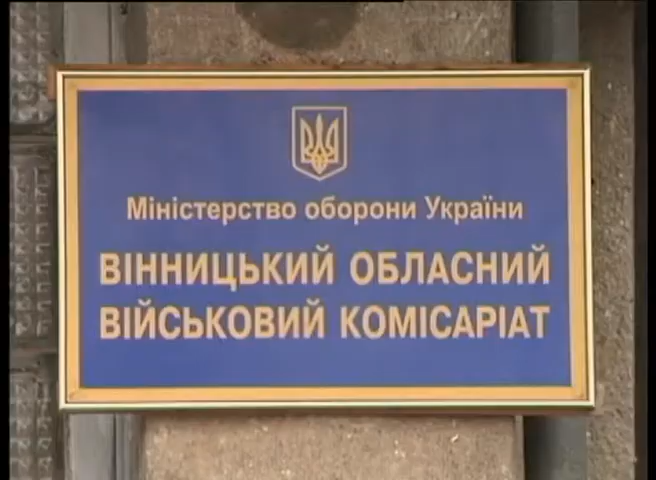 Міністерство оборони України
ВІННИЦЬКИЙ ОБЛАСНИЙ
ВІЙСЬКОВИЙ КОМІСАРІАТ